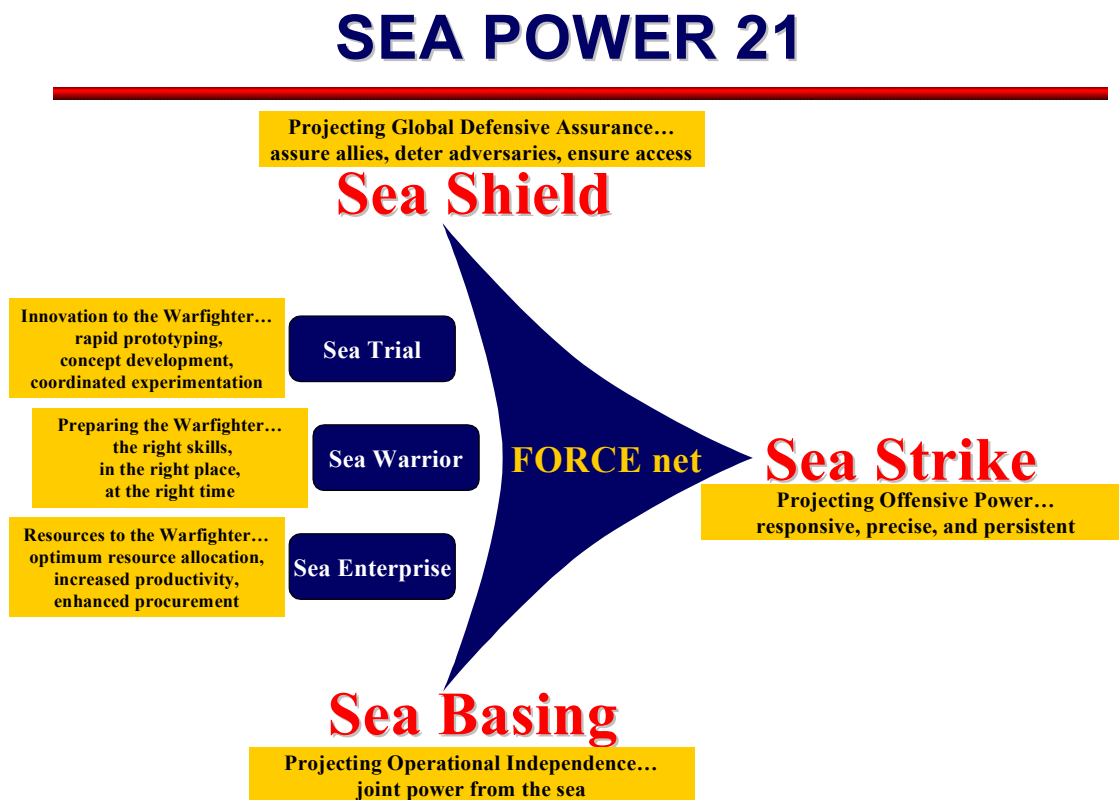 SEA POWER 21
Projecting Global Defensive Assurance…
assure allies, deter adversaries, ensure access
Sea Shield
Innovation to the Warfighter…
rapid prototyping,
concept development,
coordinated experimentation
Sea Trial
Preparing the Warfighter…
the right skills,
in the right place,
at the right time
Sea Warrior
FORCE net
Sea Strike
Projecting Offensive Power…
responsive, precise, and persistent
Resources to the Warfighter…
optimum resource allocation,
increased productivity,
enhanced procurement
Sea Enterprise
Sea Basing
Projecting Operational Independence…
joint power from the sea